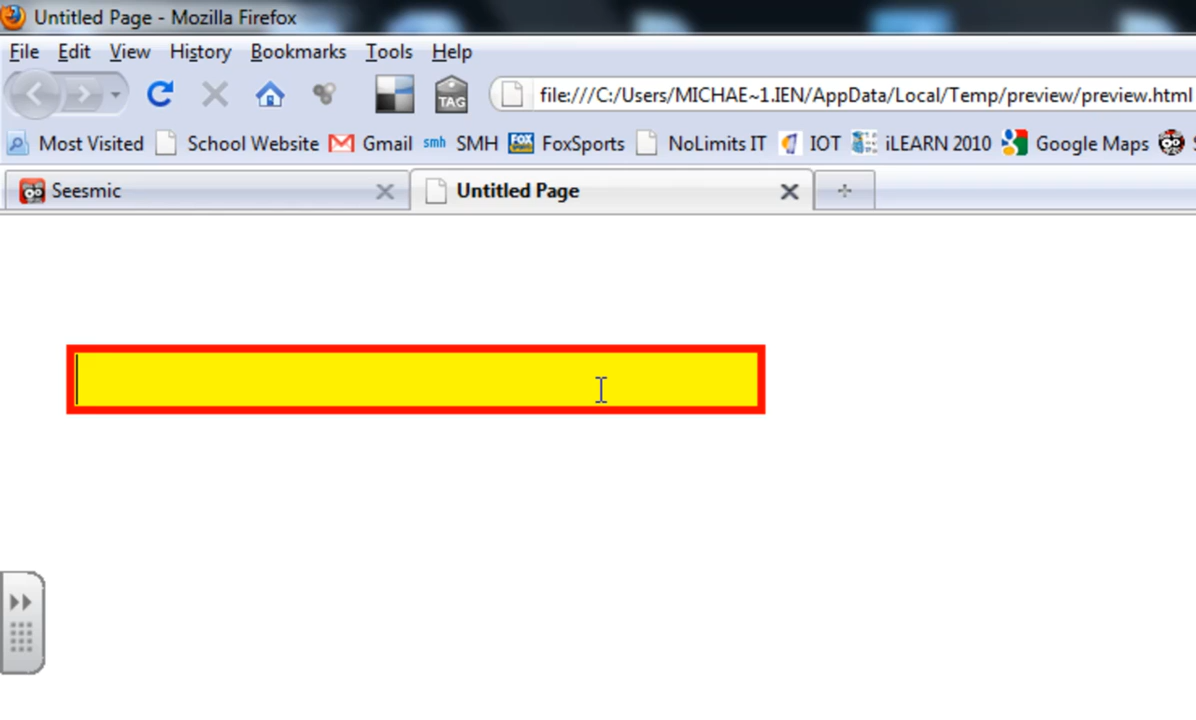 Untitled Page - Mozilla Firefox
File Edit View History Bookmarks Tools Help
TAG file:///C:/Users/MICHAE~1.IEN/AppData/Local/Temp/preview/preview.html
Most Visited School Website Gmail smh SMH FOX SPORTS FoxSports NoLimits IT IOT iLEARN 2010 Google Maps
Seesmic Untitled Page